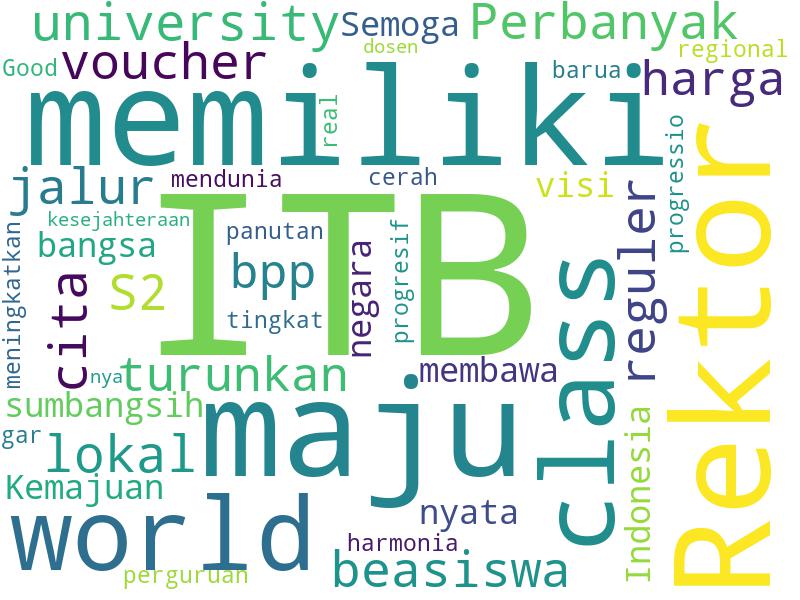 university
Semoga
Perbanyak
dosen
regional
Good
voucher
barua
harga
memiliki
real
progressio
jalur
mendunia
cerah
visi
Rektor
kesejahteraan
ITB
reguler
meningkatkan
bangsa
panutan
bpp
negara
progresif
cita
S2
tingkat
class
nya
turunkan
membawa
sumbangsih
maju
Indonesia
gar
lokal
Kemajuan
world
nyata
harmonia
perguruan
beasiswa